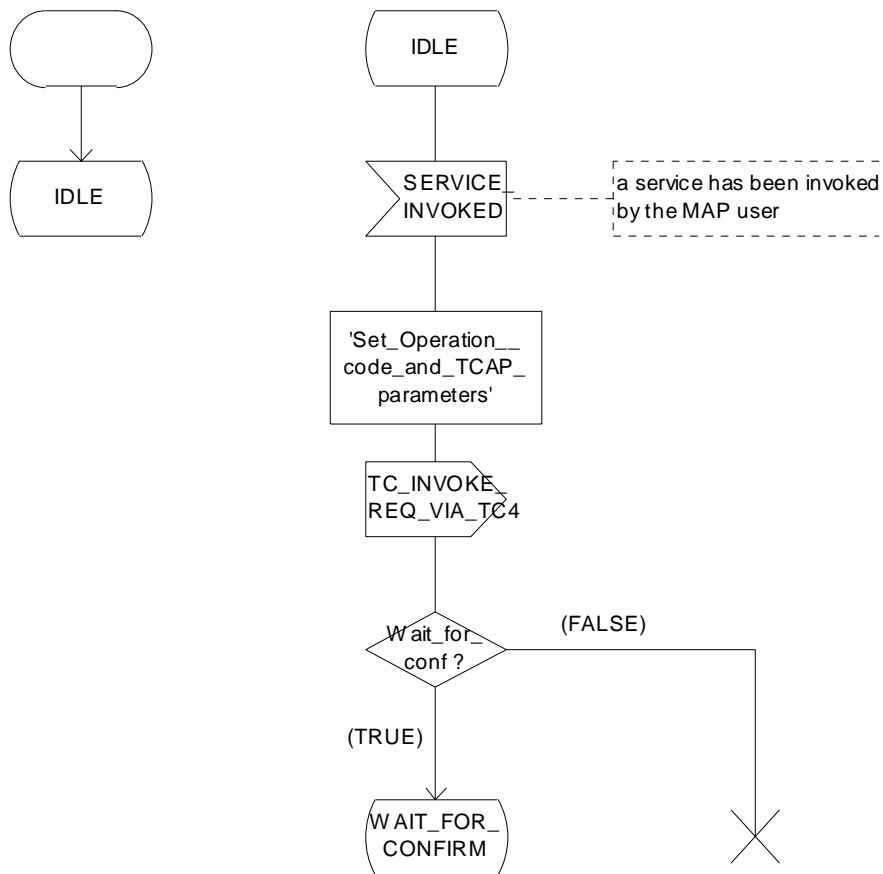 IDLE
IDLE
SERVICE_
INVOKED
a service has been invoked
by the MAP user
'Set_Operation__
code_and_TCAP_
parameters'
TC_INVOKE_
REQ_VIA_TC4
Wait_for_
conf ?
(FALSE)
(TRUE)
WAIT_FOR_
CONFIRM